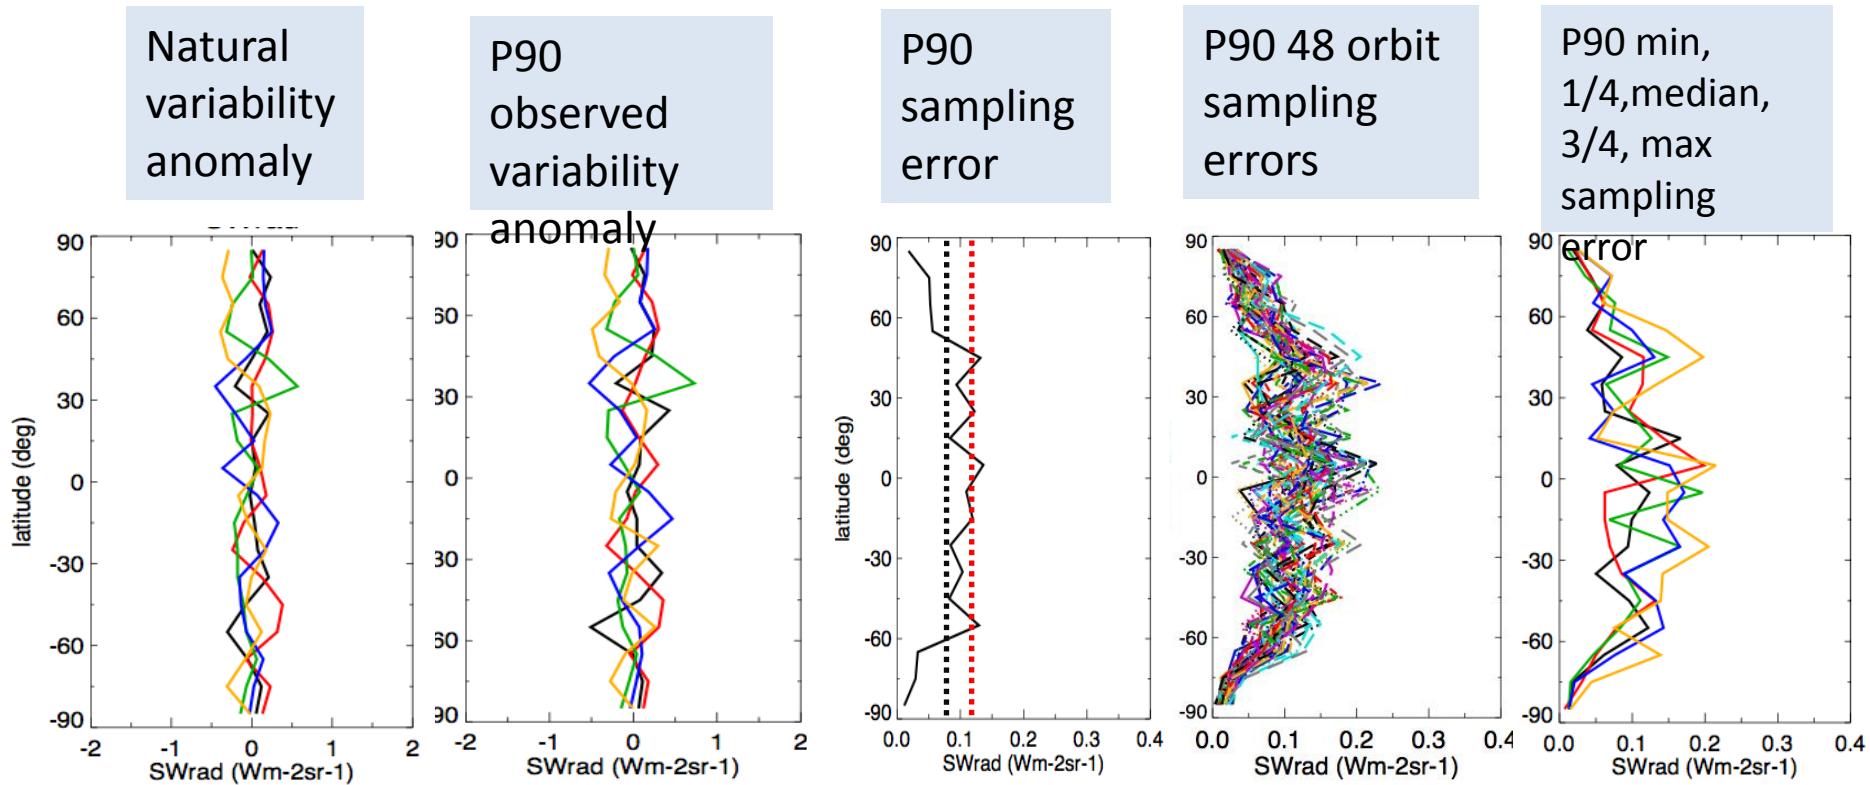 Natural
variability
anomaly
P90
observed
variability
anomaly
P90
sampling
error
P90 48 orbit
sampling
errors
P90 min,
1/4,median,
3/4, max
sampling
error
90
60
30
0
-30
-60
-90
latitude (deg)
-2 -1 0 1 2
SWrad (Wm-2sr-1)
90
50
30
0
30
50
90
-2 -1 0 1 2
SWrad (Wm-2sr-1)
90
60
30
0
-30
-60
-90
latitude (deg)
0.0 0.1 0.2 0.3 0.4
SWrad (Wm-2sr-1)
90
60
30
0
-30
-60
-90
0.0 0.1 0.2 0.3 0.4
SWrad (Wm-2sr-1)
90
60
30
0
-30
-60
-90
0.0 0.1 0.2 0.3 0.4
SWrad (Wm-2sr-1)